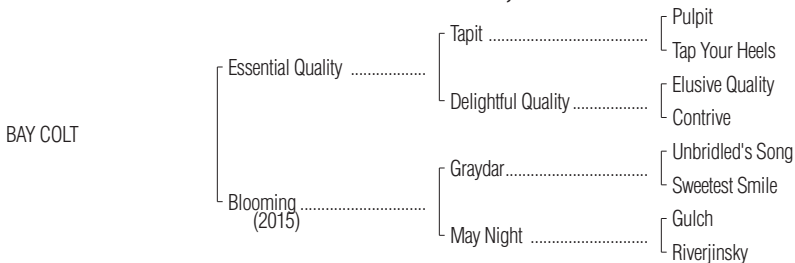 Pulpit
Tapit ......................................
Tap Your Heels
Essential Quality ..................
Elusive Quality
Delightful Quality ..................
Contrive
BAY COLT
Unbridled's Song
Graydar..................................
Sweetest Smile
Blooming ..............................
(2015)
Gulch
May Night ............................
Riverjinsky